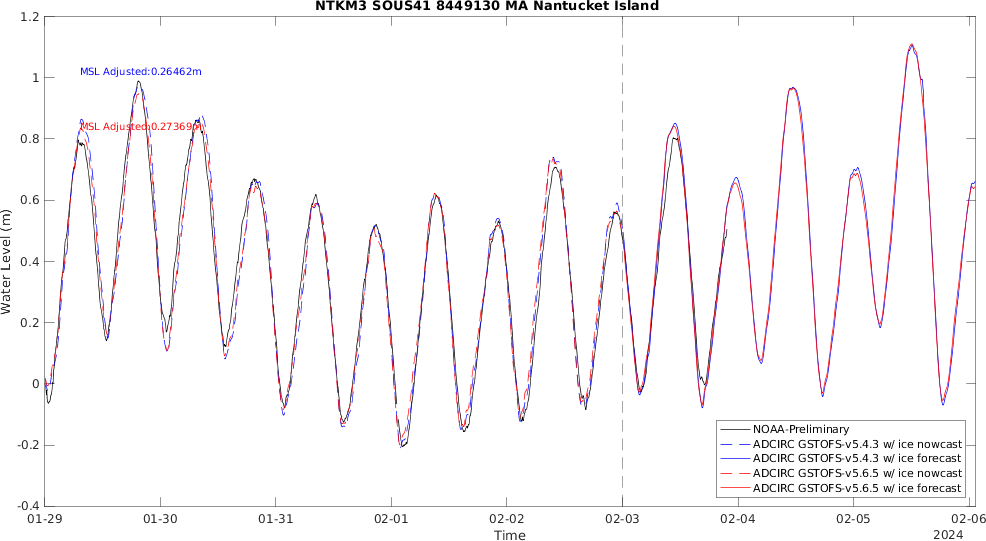 NTKM3 SOUS41 8449130 MA Nantucket Island
1.2
1
0.8
0.6
0.4
0.2
0
-0.2
-0.4
Water Level (m)
MSL Adjusted:0.26462m
MSL Adjusted:0.27369m
NOAA-Preliminary
ADCIRC GSTOFS-v5.4.3 w/ ice nowcast
ADCIRC GSTOFS-v5.4.3 w/ ice forecast
ADCIRC GSTOFS-v5.6.5 w/ ice nowcast
ADCIRC GSTOFS-v5.6.5 w/ ice forecast
01-29 01-30 01-31 02-01 02-02 02-03 02-04 02-05 02-06
Time
2024